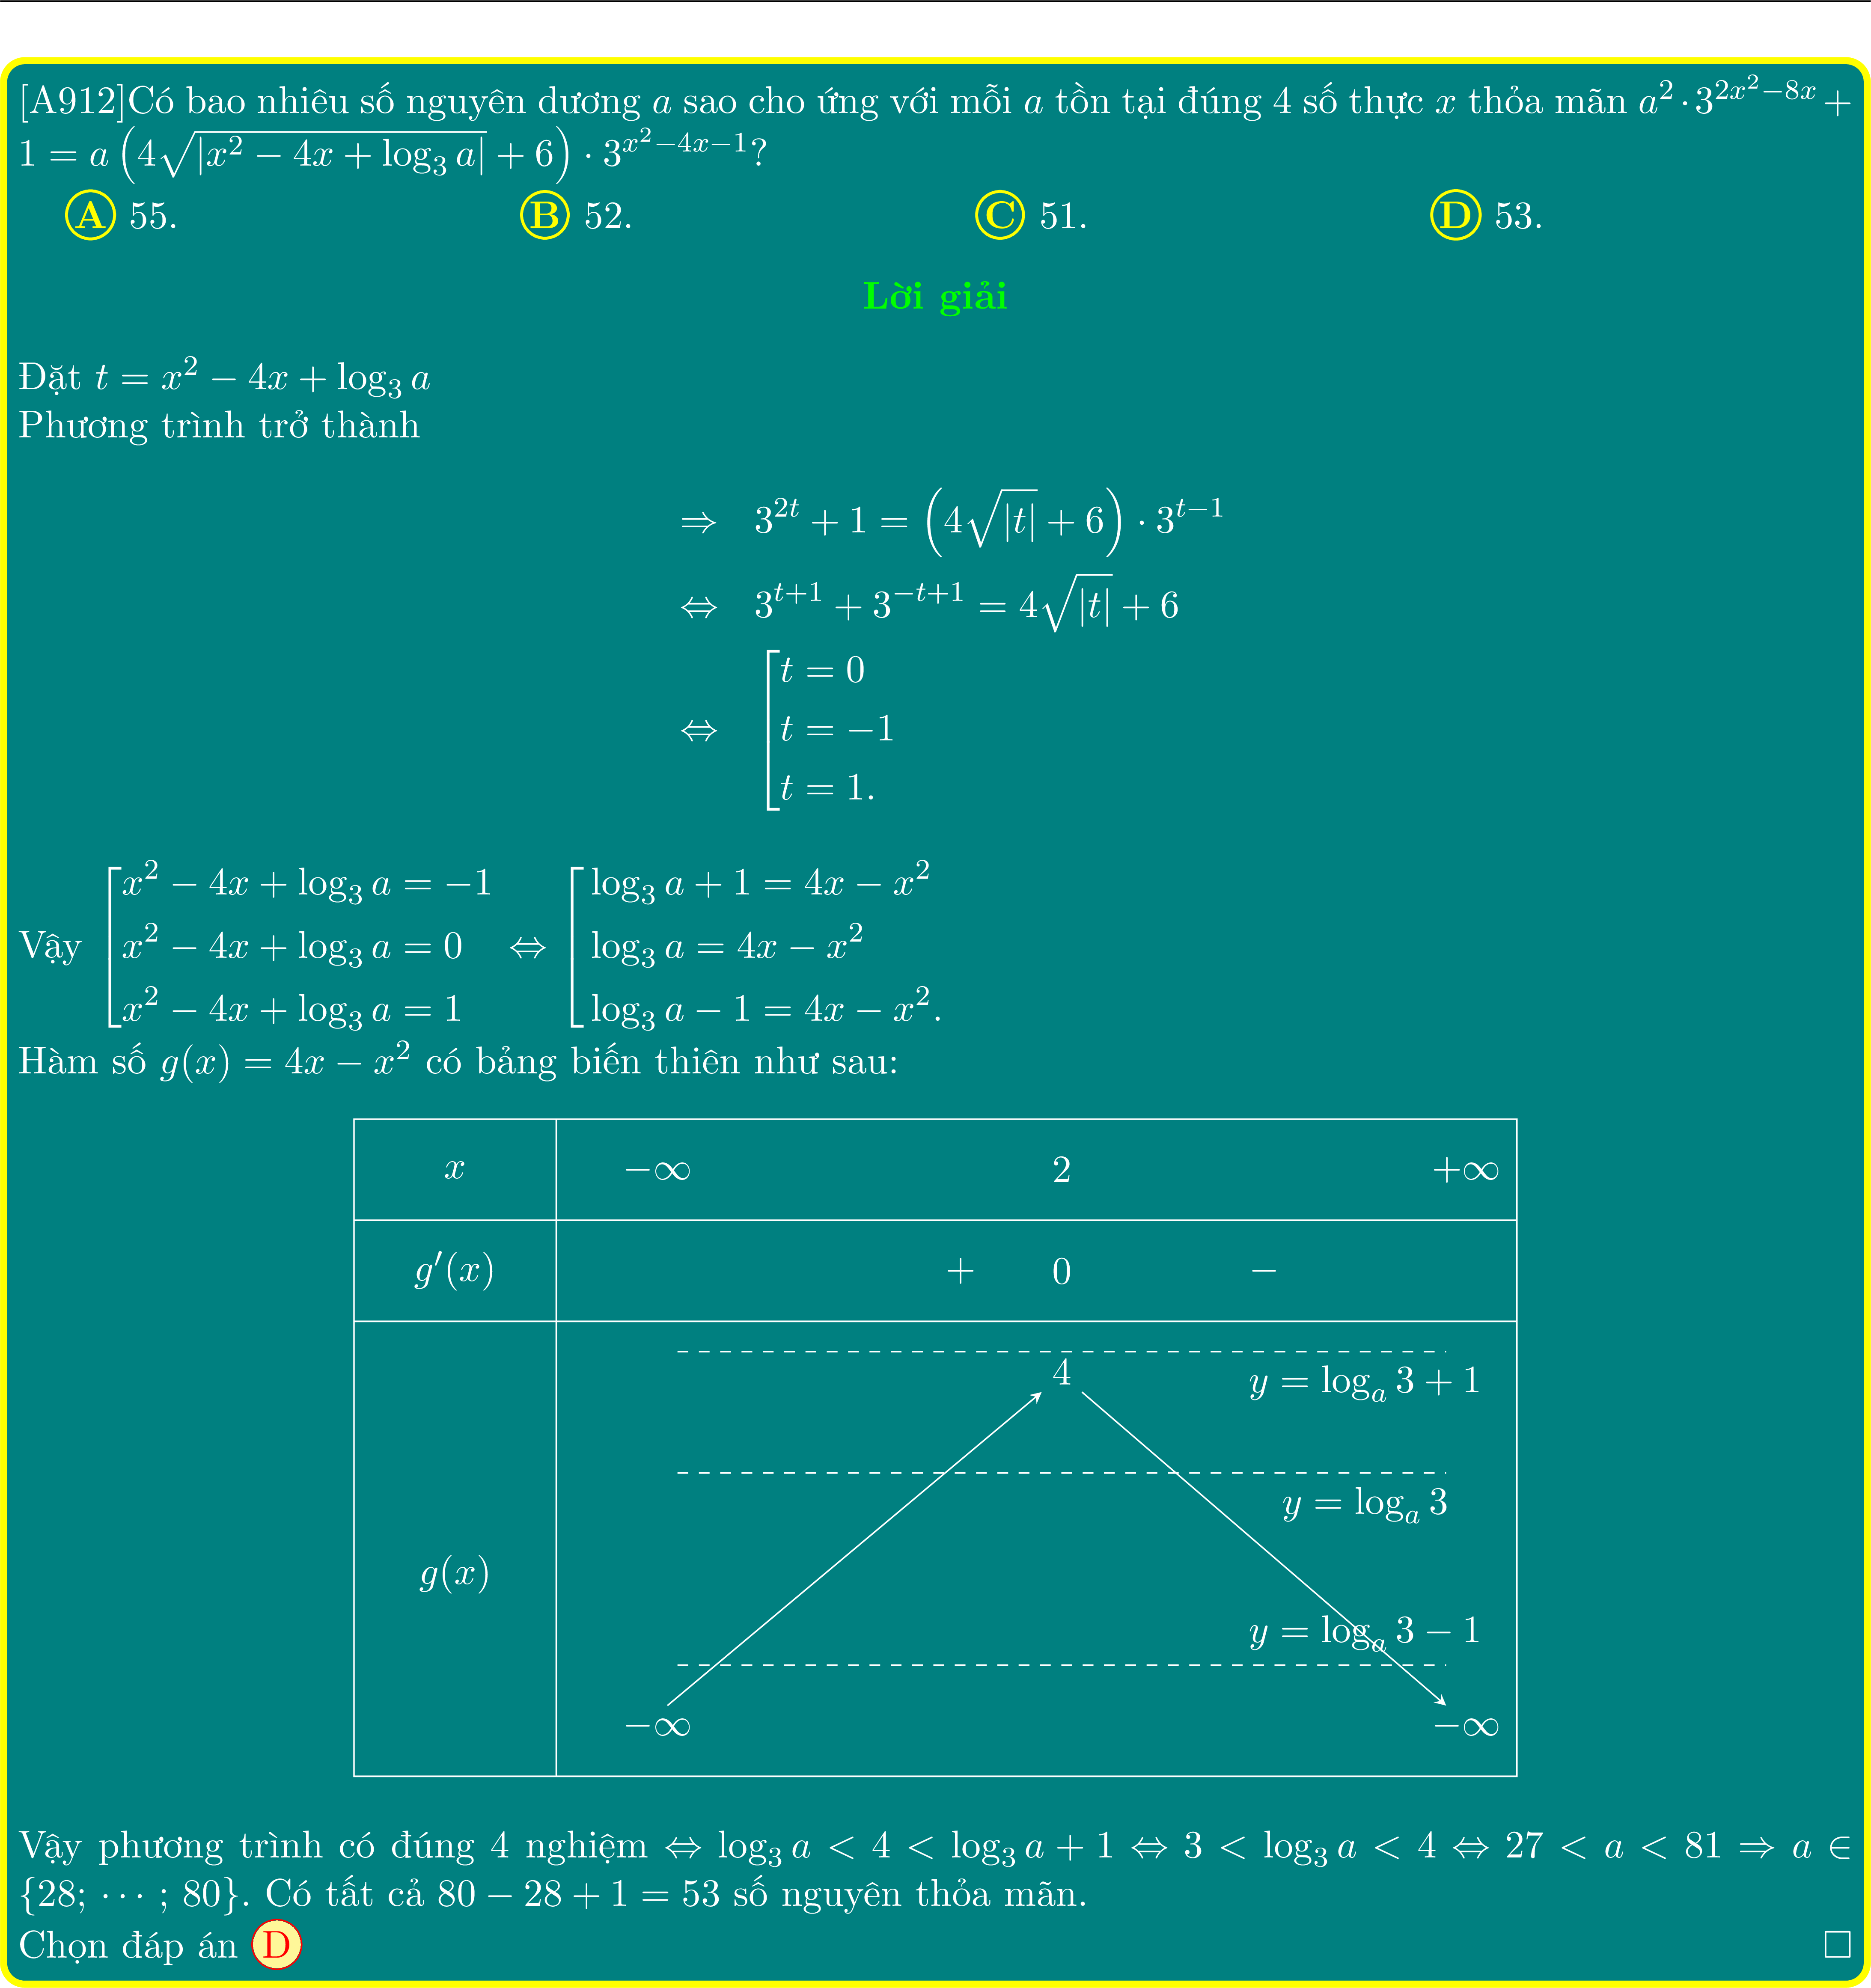 [A912]Có bao nhiêu số nguyên dương a sao cho ứng với mỗi a tồn tại đúng 4 số thực x thỏa mãn $a^2 \cdot 3^{2x^2-8x} +$
$1 = a\left(4\sqrt{|x^2-4x+\log_3 a|}+6\right) \cdot 3^{x^2-4x-1}$?
A 55. B 52. C 51. D 53.
Lời giải
Đặt $t = x^2 - 4x + \log_3 a$
Phương trình trở thành
$\Rightarrow 3^{2t} + 1 = \left(4\sqrt{|t|}+6\right) \cdot 3^{t-1}$
$\Leftrightarrow 3^{t+1} + 3^{-t+1} = 4\sqrt{|t|} + 6$
$\Leftrightarrow \left[\begin{array}{l} t = 0 \\ t = -1 \\ t = 1. \end{array}\right.$
Vậy $\left[\begin{array}{l} x^2 - 4x + \log_3 a = -1 \\ x^2 - 4x + \log_3 a = 0 \\ x^2 - 4x + \log_3 a = 1 \end{array}\right. \Leftrightarrow \left[\begin{array}{l} \log_3 a + 1 = 4x - x^2 \\ \log_3 a = 4x - x^2 \\ \log_3 a - 1 = 4x - x^2. \end{array}\right.$
Hàm số $g(x) = 4x - x^2$ có bảng biến thiên như sau:
$x$ $-\infty$ 2 $+\infty$
$g'(x)$ + 0 −
4
$y = \log_a 3 + 1$
$y = \log_a 3$
$g(x)$
$y = \log_a 3 - 1$
$-\infty$ $-\infty$
Vậy phương trình có đúng 4 nghiệm $\Leftrightarrow \log_3 a < 4 < \log_3 a + 1 \Leftrightarrow 3 < \log_3 a < 4 \Leftrightarrow 27 < a < 81 \Rightarrow a \in$
$\{28; \cdots; 80\}$. Có tất cả $80 - 28 + 1 = 53$ số nguyên thỏa mãn.
Chọn đáp án D □